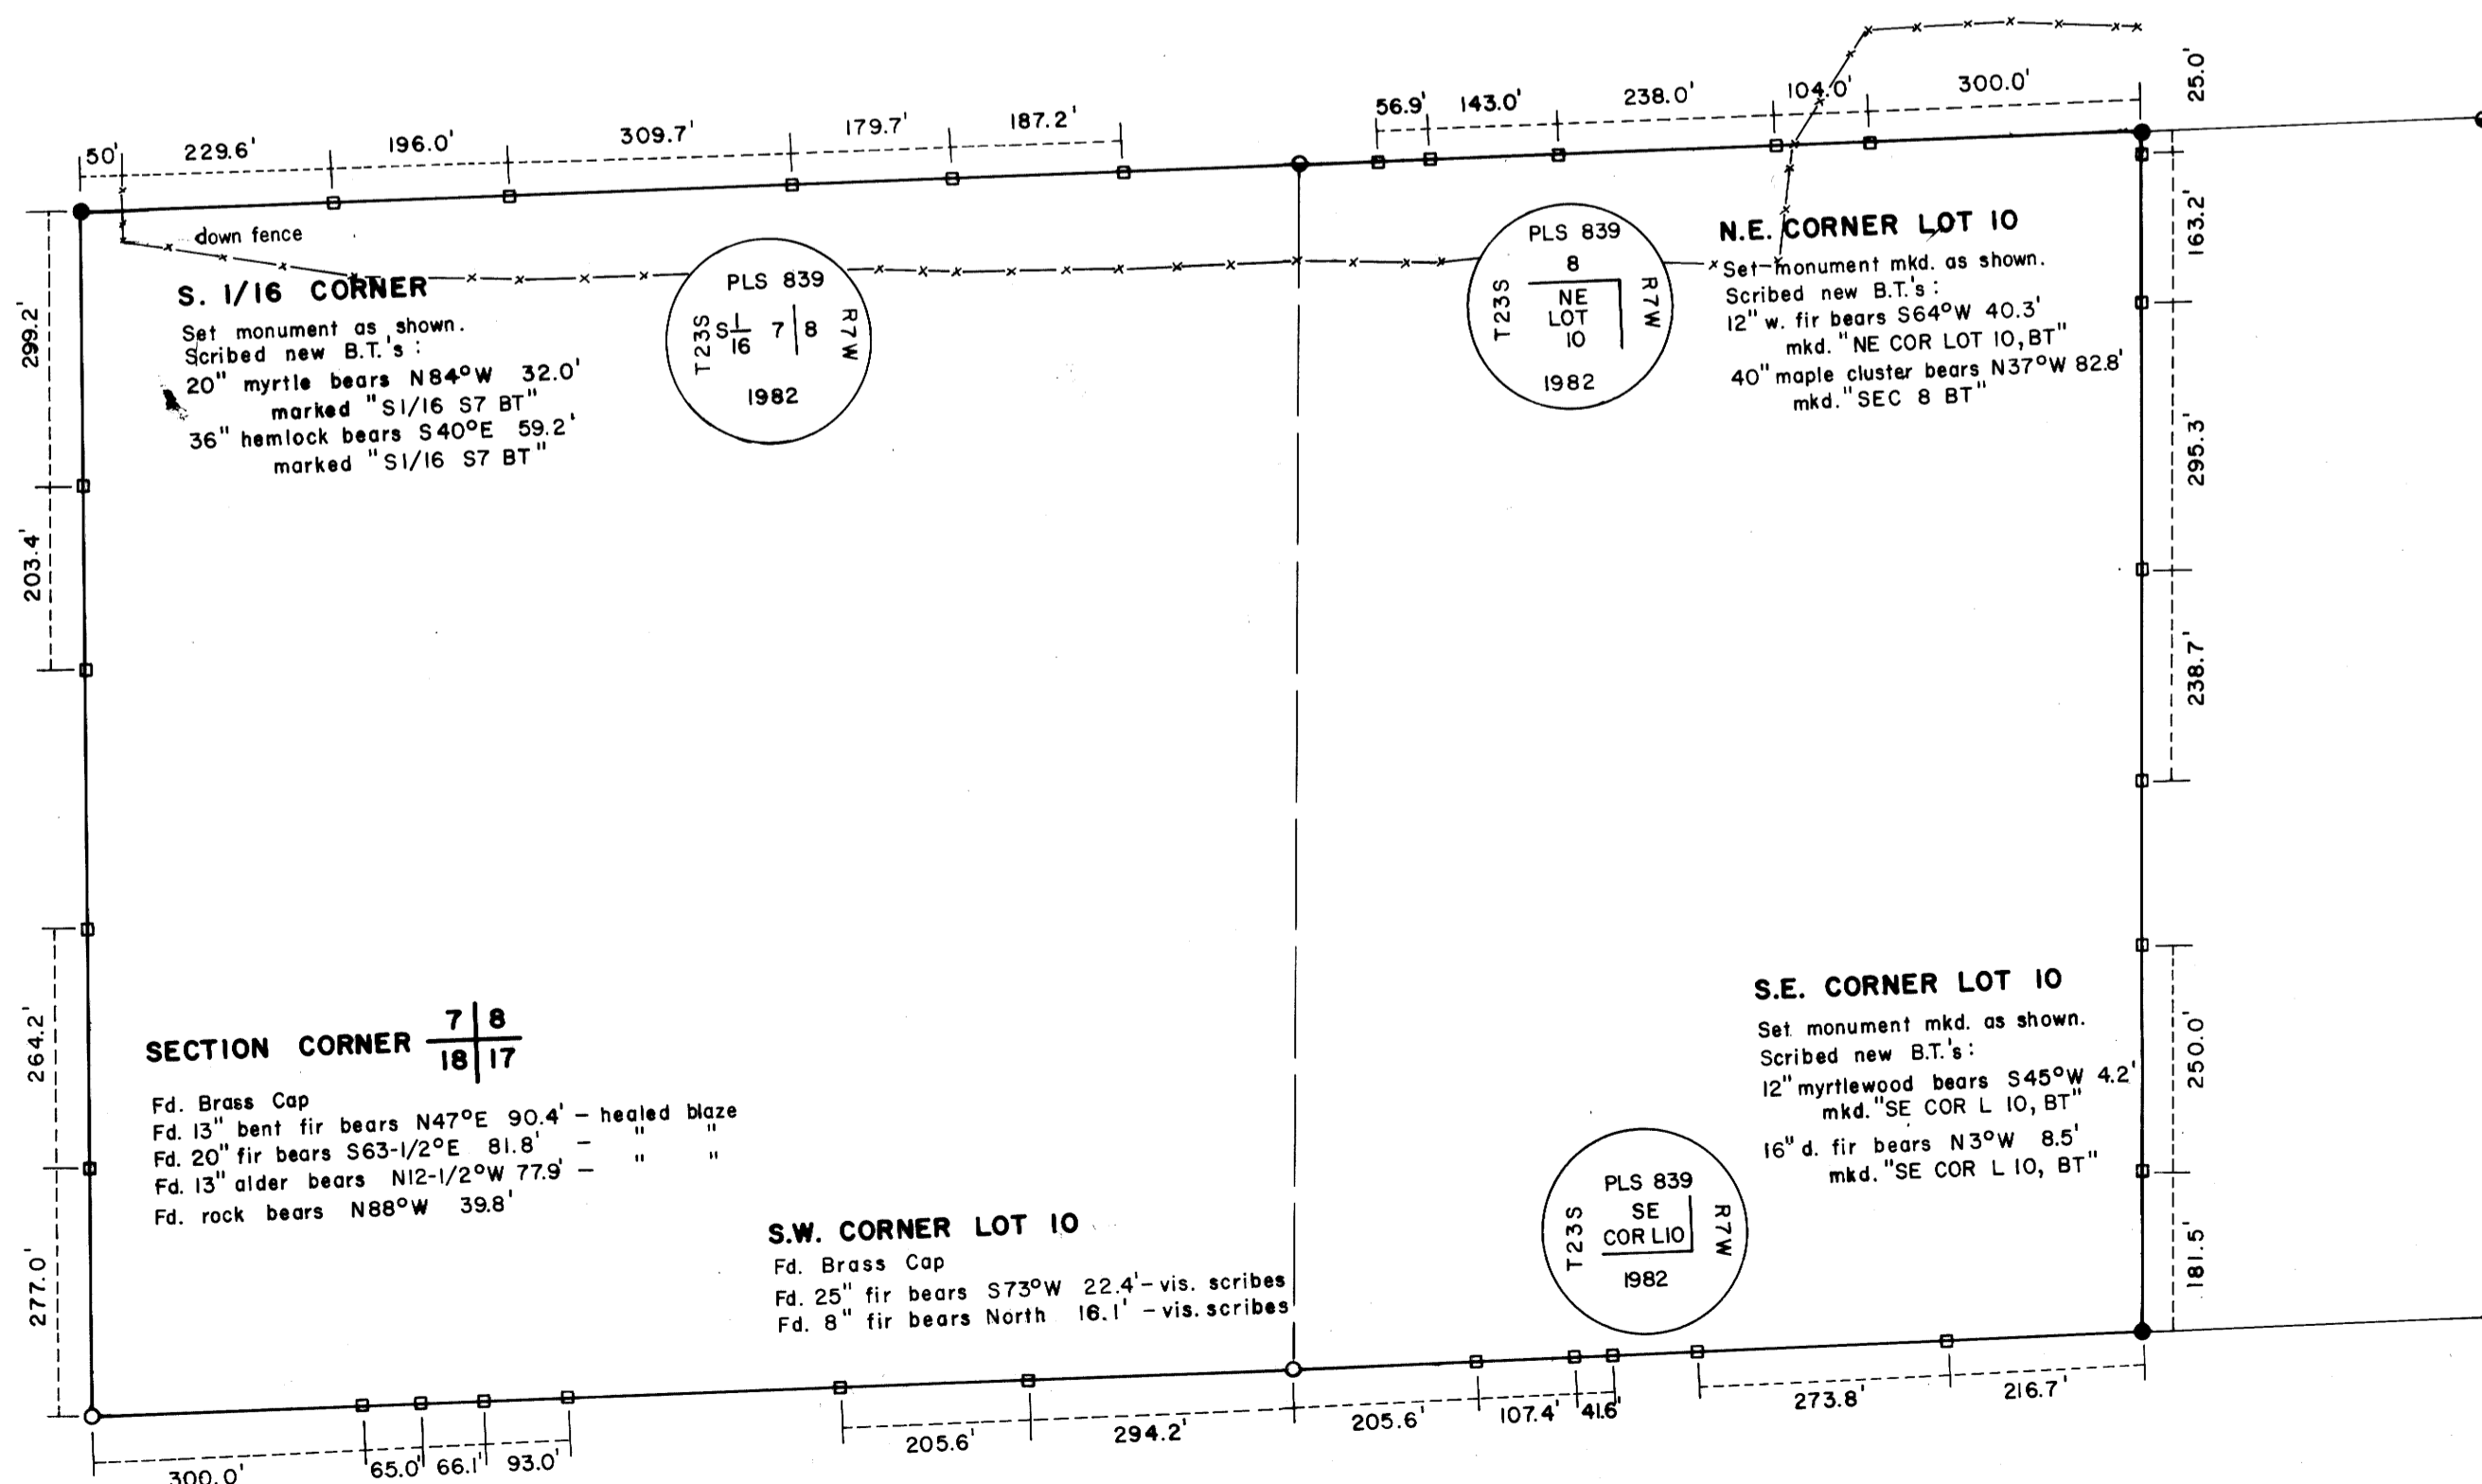 50'
229.6'
196.0'
309.7'
179.7'
187.2'
56.9'
143.0'
238.0'
104.0'
300.0'
25.0'
down fence
S. 1/16 CORNER
Set monument as shown.
Scribed new B.T.'s :
20" myrtle bears N84°W 32.0'
marked "S1/16 S7 BT"
36" hemlock bears S40°E 59.2'
marked "S1/16 S7 BT"
PLS 839
T23S
S 1/16 7 | 8
R7W
1982
PLS 839
8
T23S
NE
LOT
10
R7W
1982
N.E. CORNER LOT 10
Set monument mkd. as shown.
Scribed new B.T.'s :
12" w. fir bears S64°W 40.3'
mkd. "NE COR LOT 10, BT"
40" maple cluster bears N37°W 82.8'
mkd. "SEC 8 BT"
299.2'
203.4'
264.2'
277.0'
163.2'
295.3'
238.7'
250.0'
181.5'
SECTION CORNER
7 | 8
18 | 17
Fd. Brass Cap
Fd. 13" bent fir bears N47°E 90.4' – healed blaze
Fd. 20" fir bears S63-1/2°E 81.8' – " "
Fd. 13" alder bears N12-1/2°W 77.9' – " "
Fd. rock bears N88°W 39.8'
S.W. CORNER LOT 10
Fd. Brass Cap
Fd. 25" fir bears S73°W 22.4' – vis. scribes
Fd. 8" fir bears North 16.1' – vis. scribes
S.E. CORNER LOT 10
Set monument mkd. as shown.
Scribed new B.T.'s :
12" myrtlewood bears S45°W 4.2'
mkd. "SE COR L 10, BT"
16" d. fir bears N3°W 8.5'
mkd. "SE COR L 10, BT"
PLS 839
T23S
SE
COR L10
R7W
1982
300.0'
65.0'
66.1'
93.0'
205.6'
294.2'
205.6'
107.4'
41.6'
273.8'
216.7'